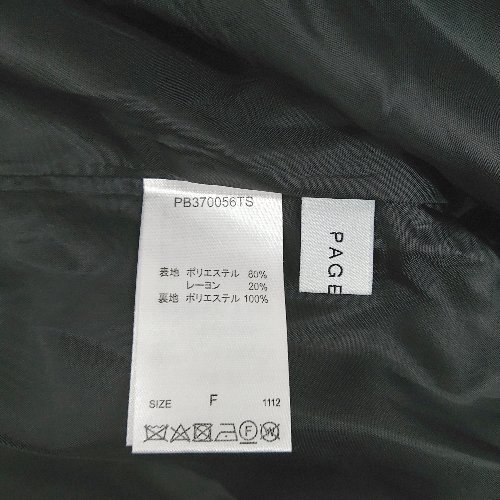 PB370056TS
表地 ポリエステル 80%
レーヨン 20%
裏地 ポリエステル 100%
SIZE F 1112
F W
PAGE